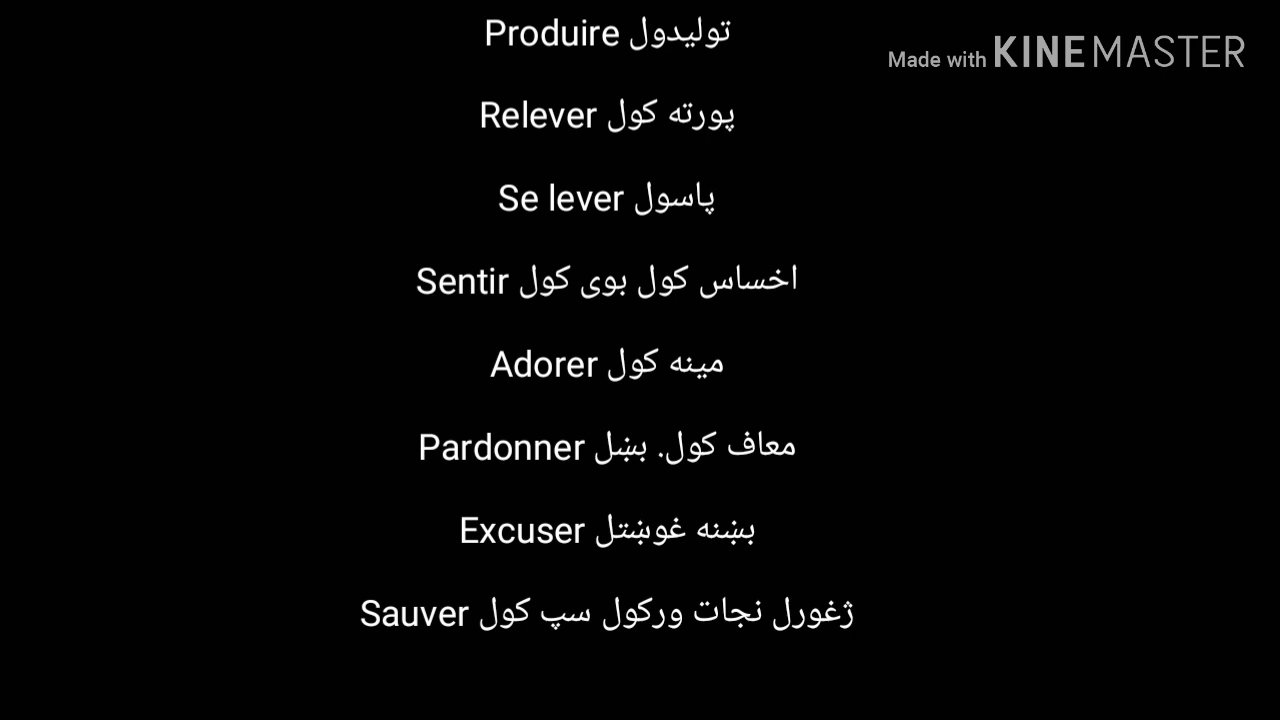 Produire تولیدول
Made with KINEMASTER
Relever پورته کول
Se lever پاسول
Sentir اخساس کول بوی کول
Adorer مینه کول
Pardonner معاف کول. بښل
Excuser بښنه غوښتل
Sauver ژغورل نجات ورکول سپ کول